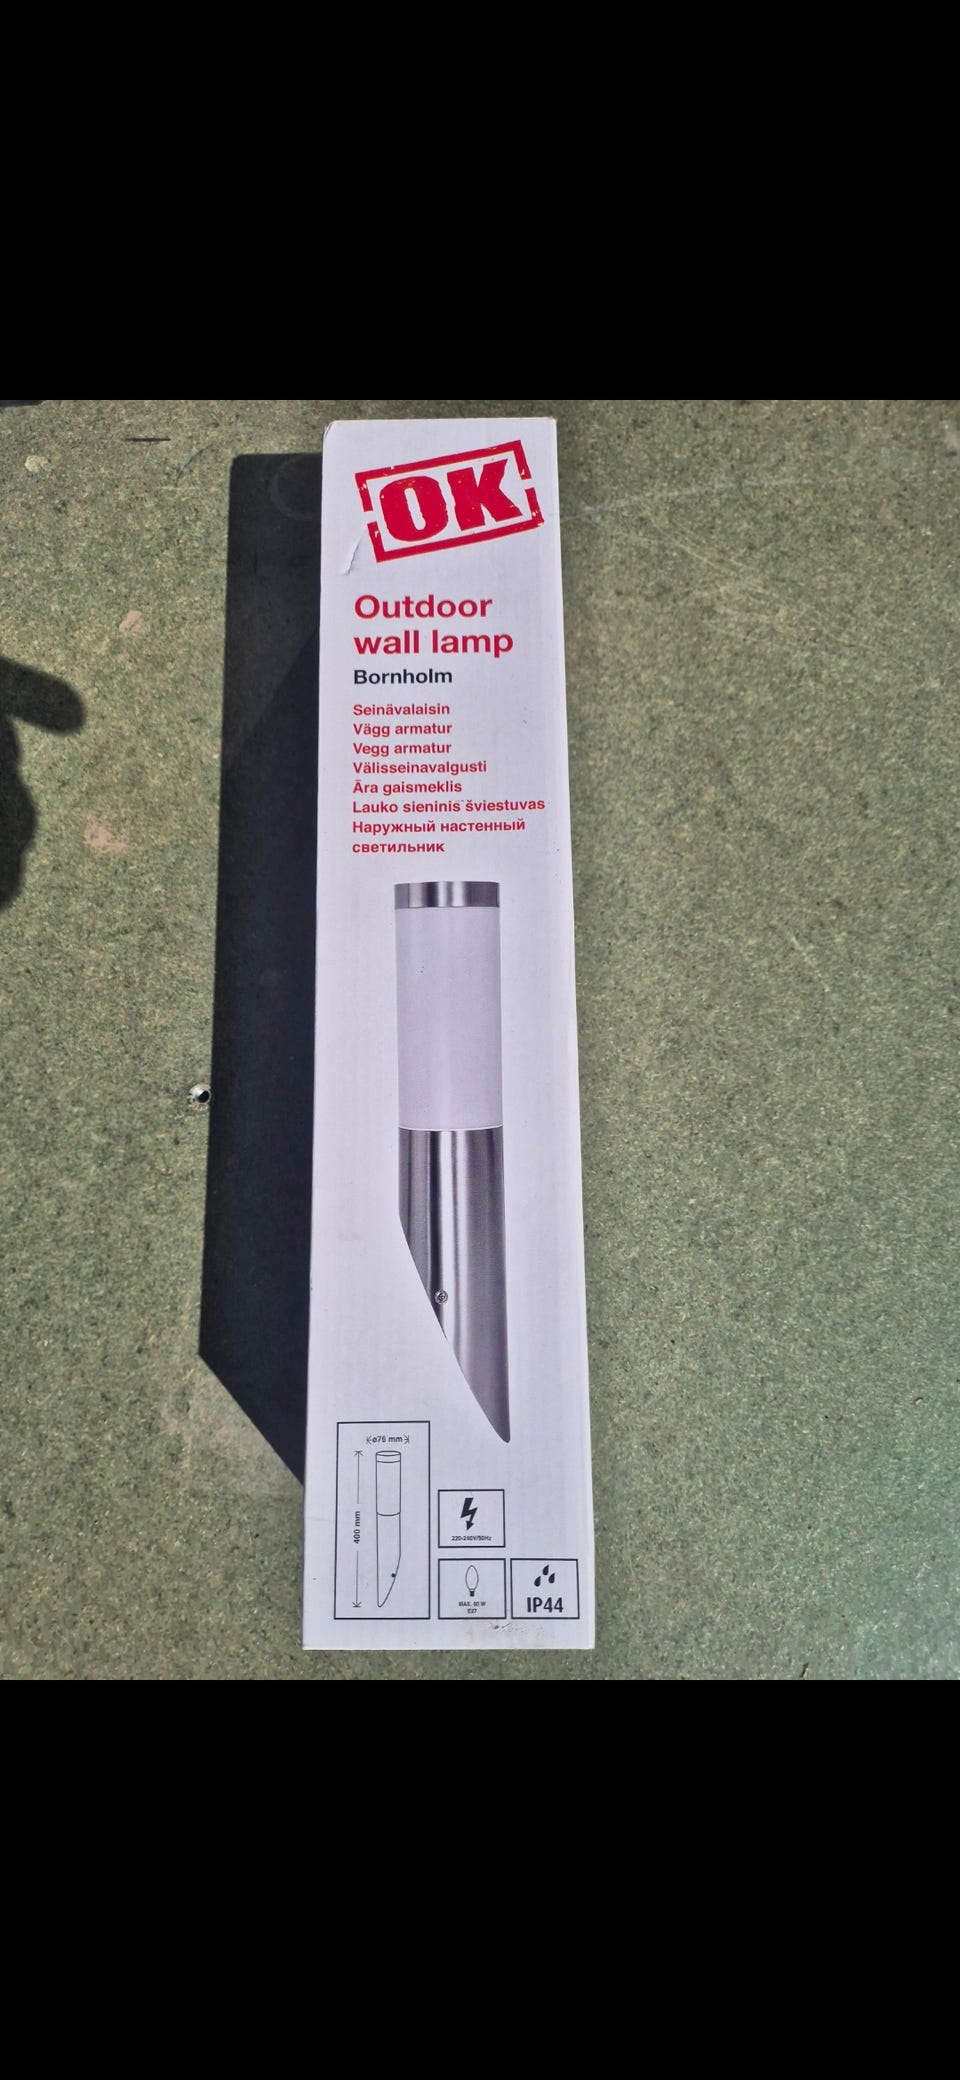 OK
Outdoor
wall lamp
Bornholm
Seinävalaisin
Vägg armatur
Vegg armatur
Välisseinavalgusti
Āra gaismeklis
Lauko sieninis šviestuvas
Наружный настенный
светильник
ø76 mm
400 mm
220-240V/50Hz
MAX. 60 W
E27
IP44